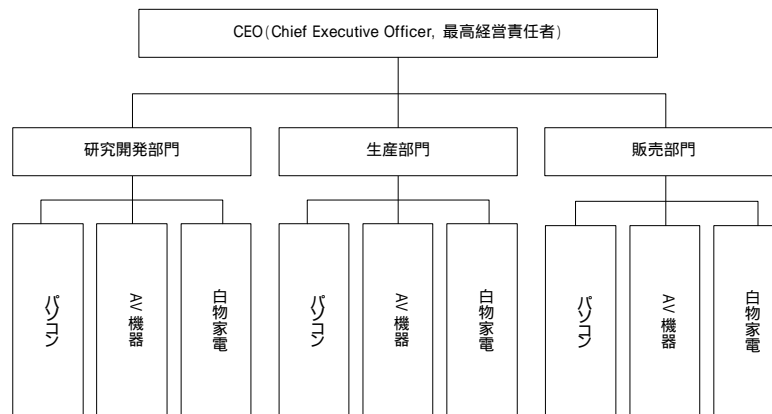 CEO(Chief Executive Officer, 最高経営責任者)
研究開発部門
生産部門
販売部門
パソコン
AV 機器
白物家電
パソコン
AV 機器
白物家電
パソコン
AV 機器
白物家電